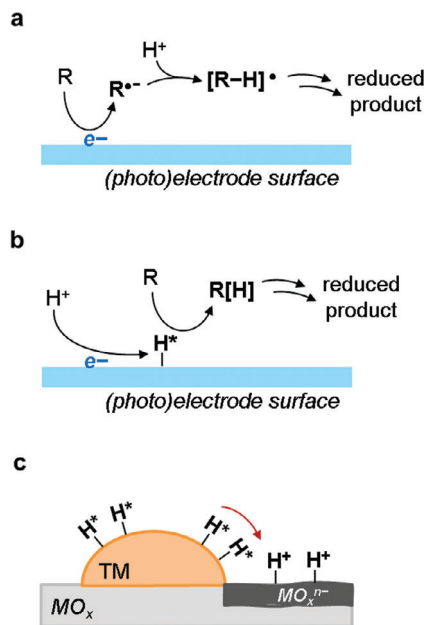 a
H⁺
R
R•⁻
[R–H]•
reduced
product
e−
(photo)electrode surface
b
H⁺
R
R[H]
reduced
product
H*
e−
(photo)electrode surface
c
H*
H*
H*
H*
H⁺
H⁺
TM
MOₓ
MOₓⁿ⁻